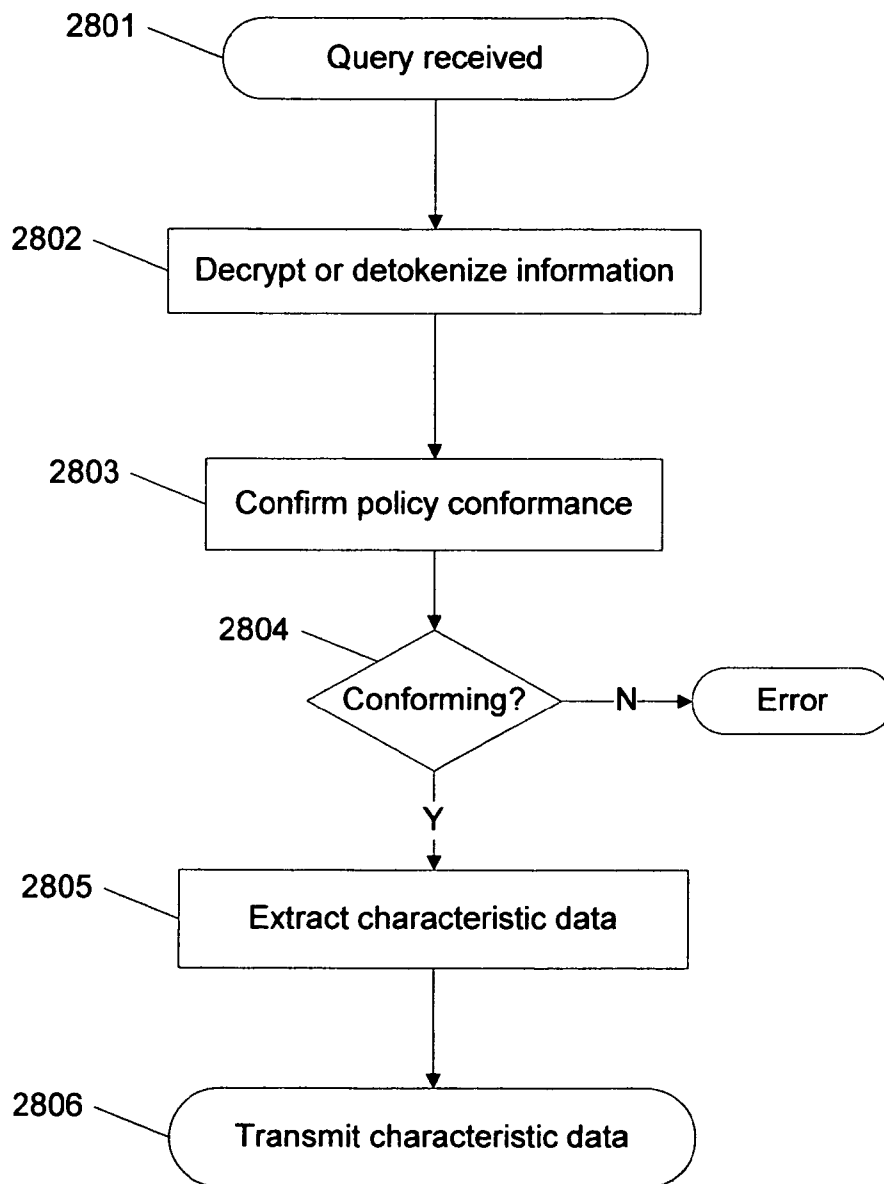 2801
Query received
2802
Decrypt or detokenize information
2803
Confirm policy conformance
2804
Conforming?
N
Error
Y
2805
Extract characteristic data
2806
Transmit characteristic data